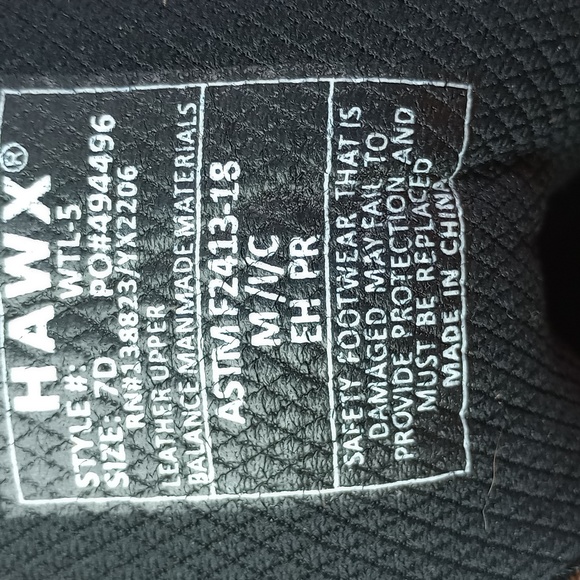 HAWX®
STYLE #: WTL-5
SIZE: 7D PO#494496
RN#138823/YX2206
LEATHER UPPER
BALANCE MANMADE MATERIALS
ASTM F2413-18
M /I/C
EH PR
SAFETY FOOTWEAR THAT IS
DAMAGED MAY FAIL TO
PROVIDE PROTECTION AND
MUST BE REPLACED
MADE IN CHINA